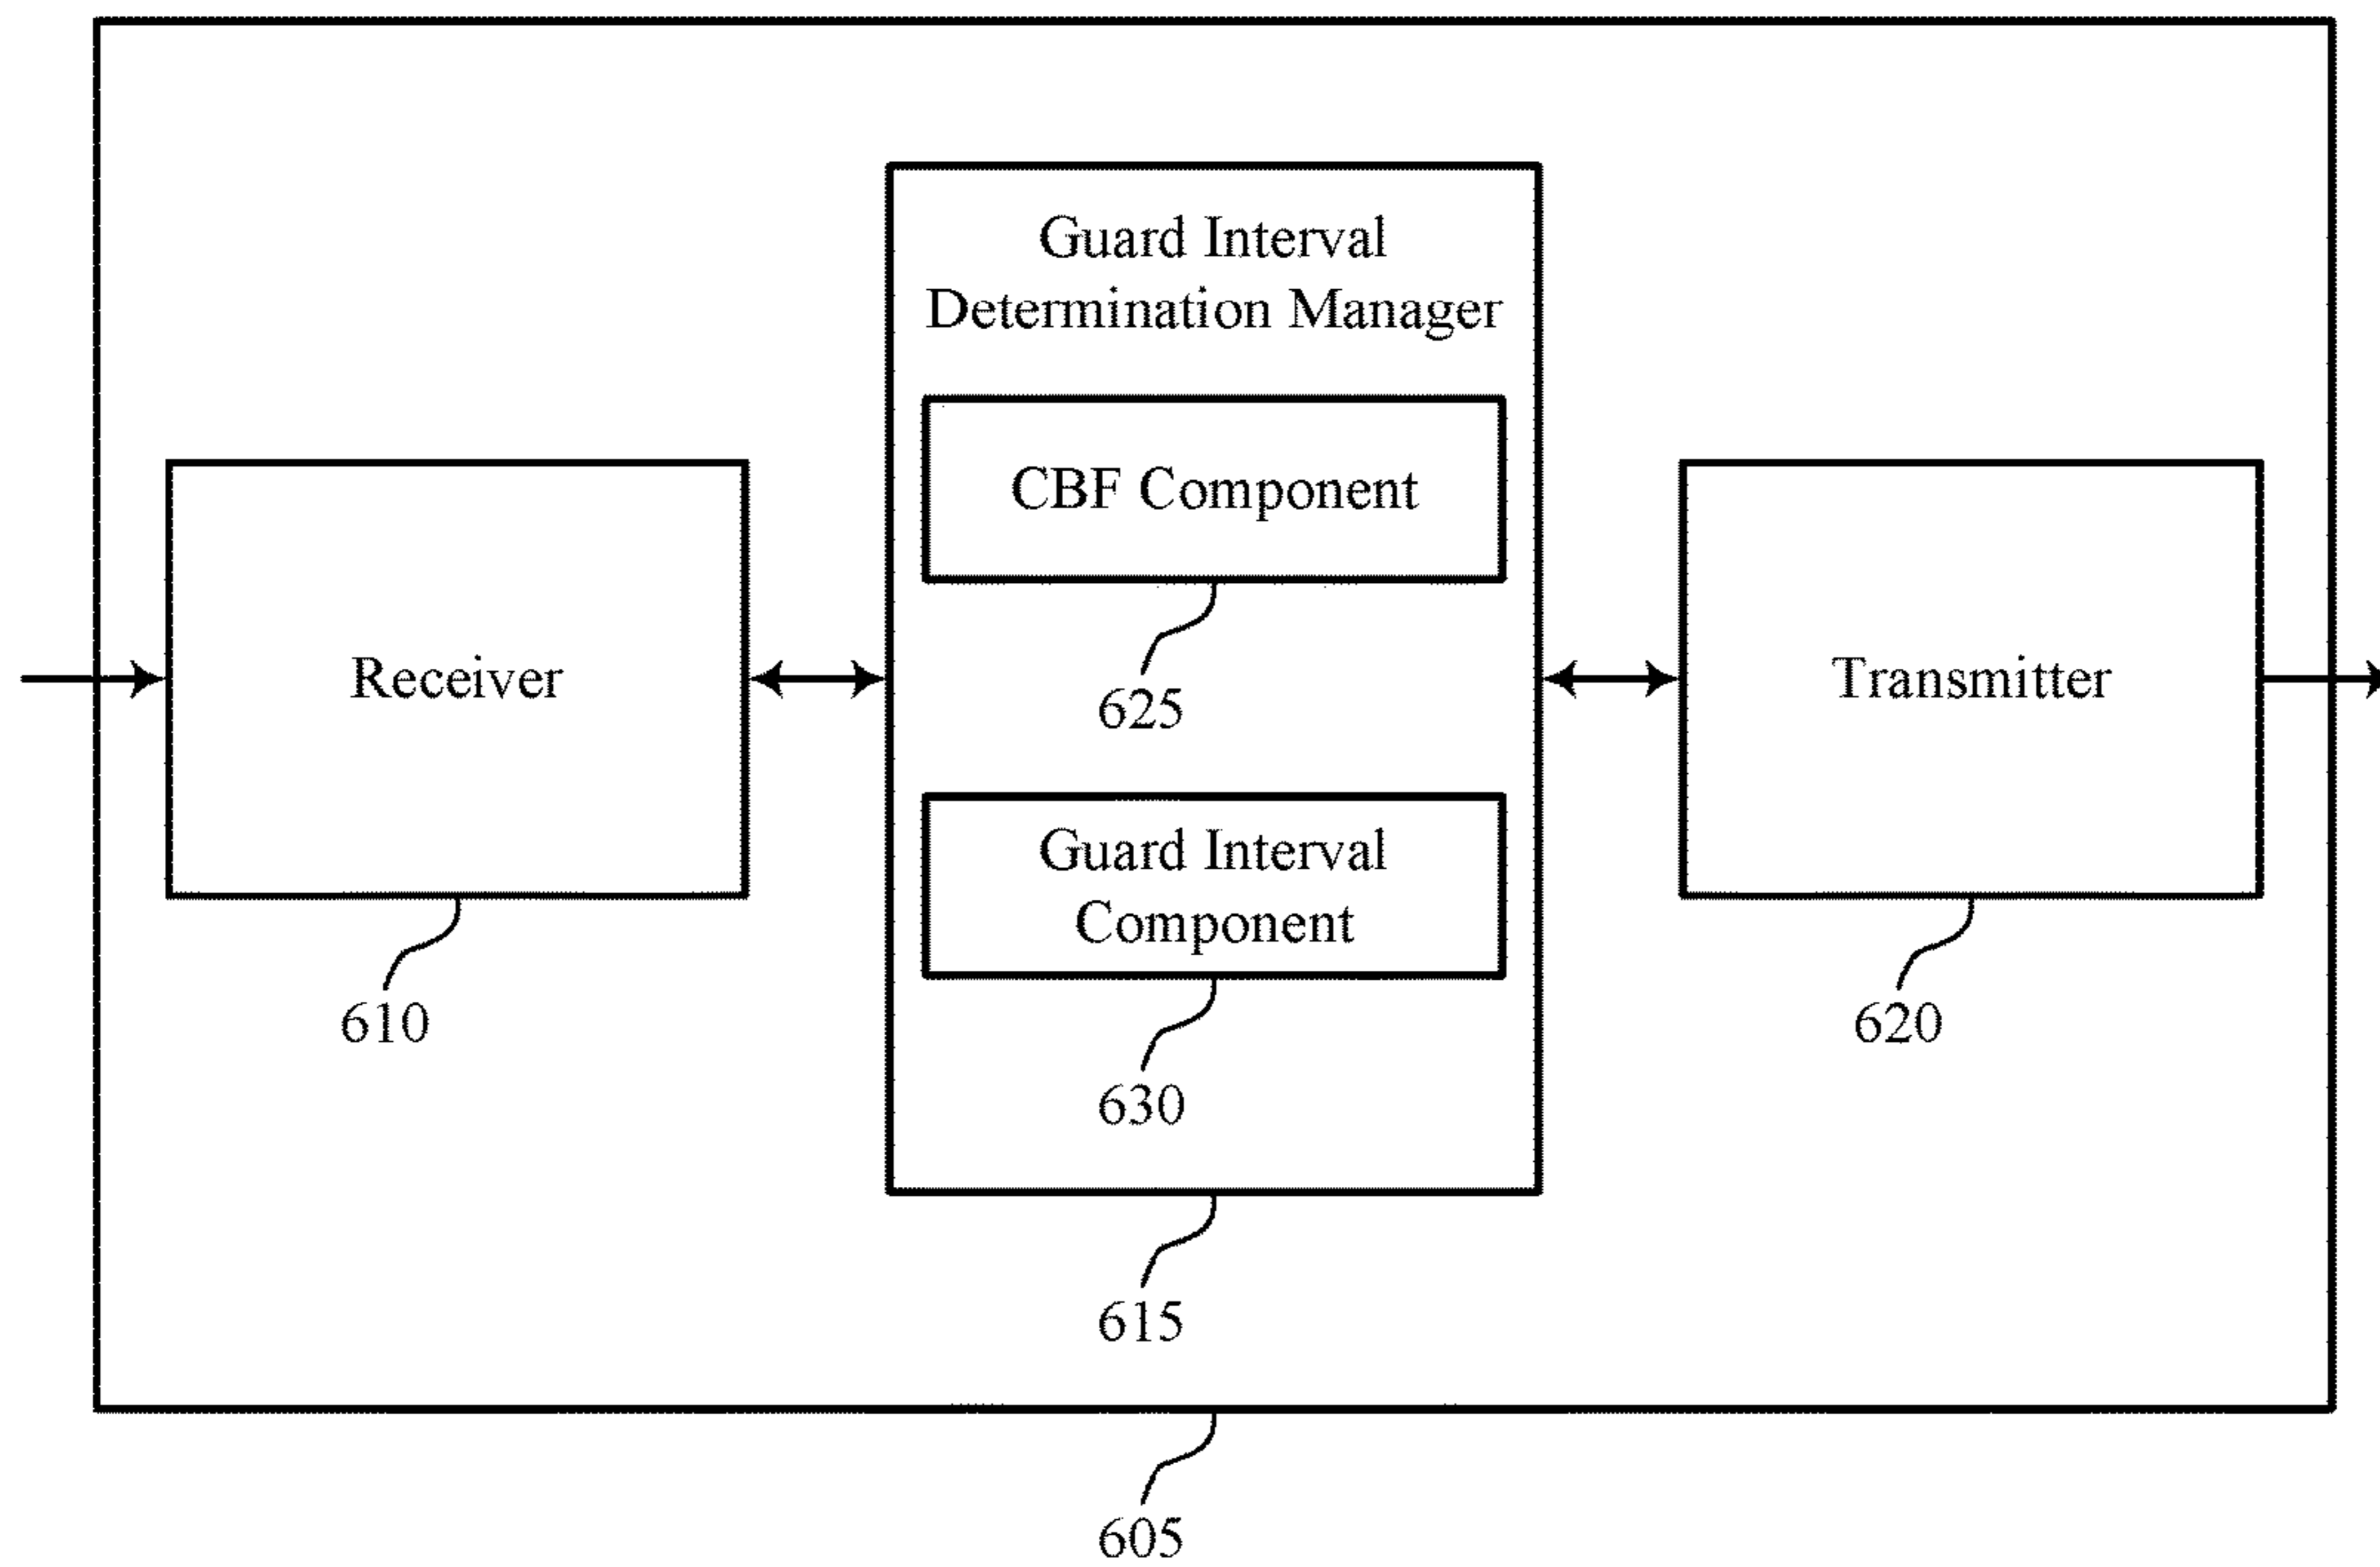 Guard Interval
Determination Manager
CBF Component
625
Receiver
Transmitter
Guard Interval
Component
610
630
620
615
605